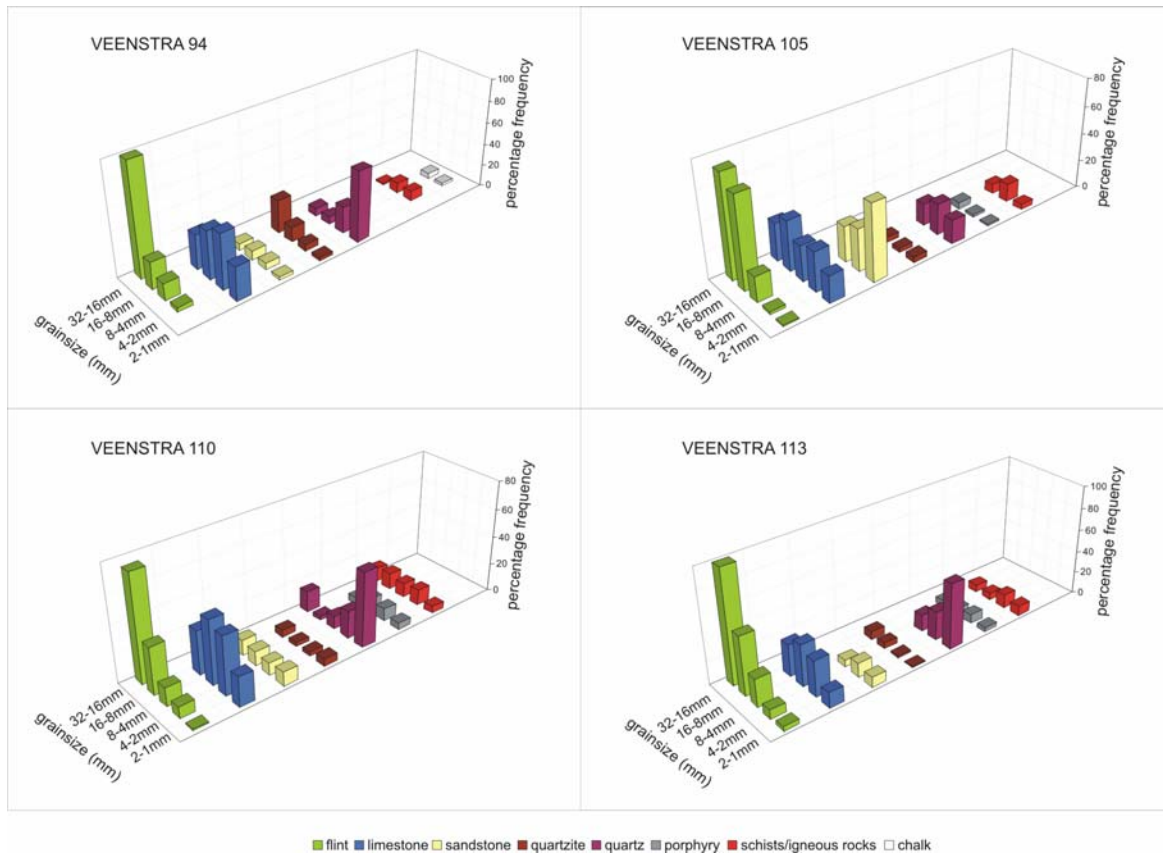 VEENSTRA 94
100
80
60
40
20
0
percentage frequency
32-16mm
16-8mm
8-4mm
4-2mm
2-1mm
grainsize (mm)
VEENSTRA 105
80
60
40
20
0
percentage frequency
32-16mm
16-8mm
8-4mm
4-2mm
2-1mm
grainsize (mm)
VEENSTRA 110
80
60
40
20
0
percentage frequency
32-16mm
16-8mm
8-4mm
4-2mm
2-1mm
grainsize (mm)
VEENSTRA 113
100
80
60
40
20
0
percentage frequency
32-16mm
16-8mm
8-4mm
4-2mm
2-1mm
grainsize (mm)
flint limestone sandstone quartzite quartz porphyry schists/igneous rocks chalk